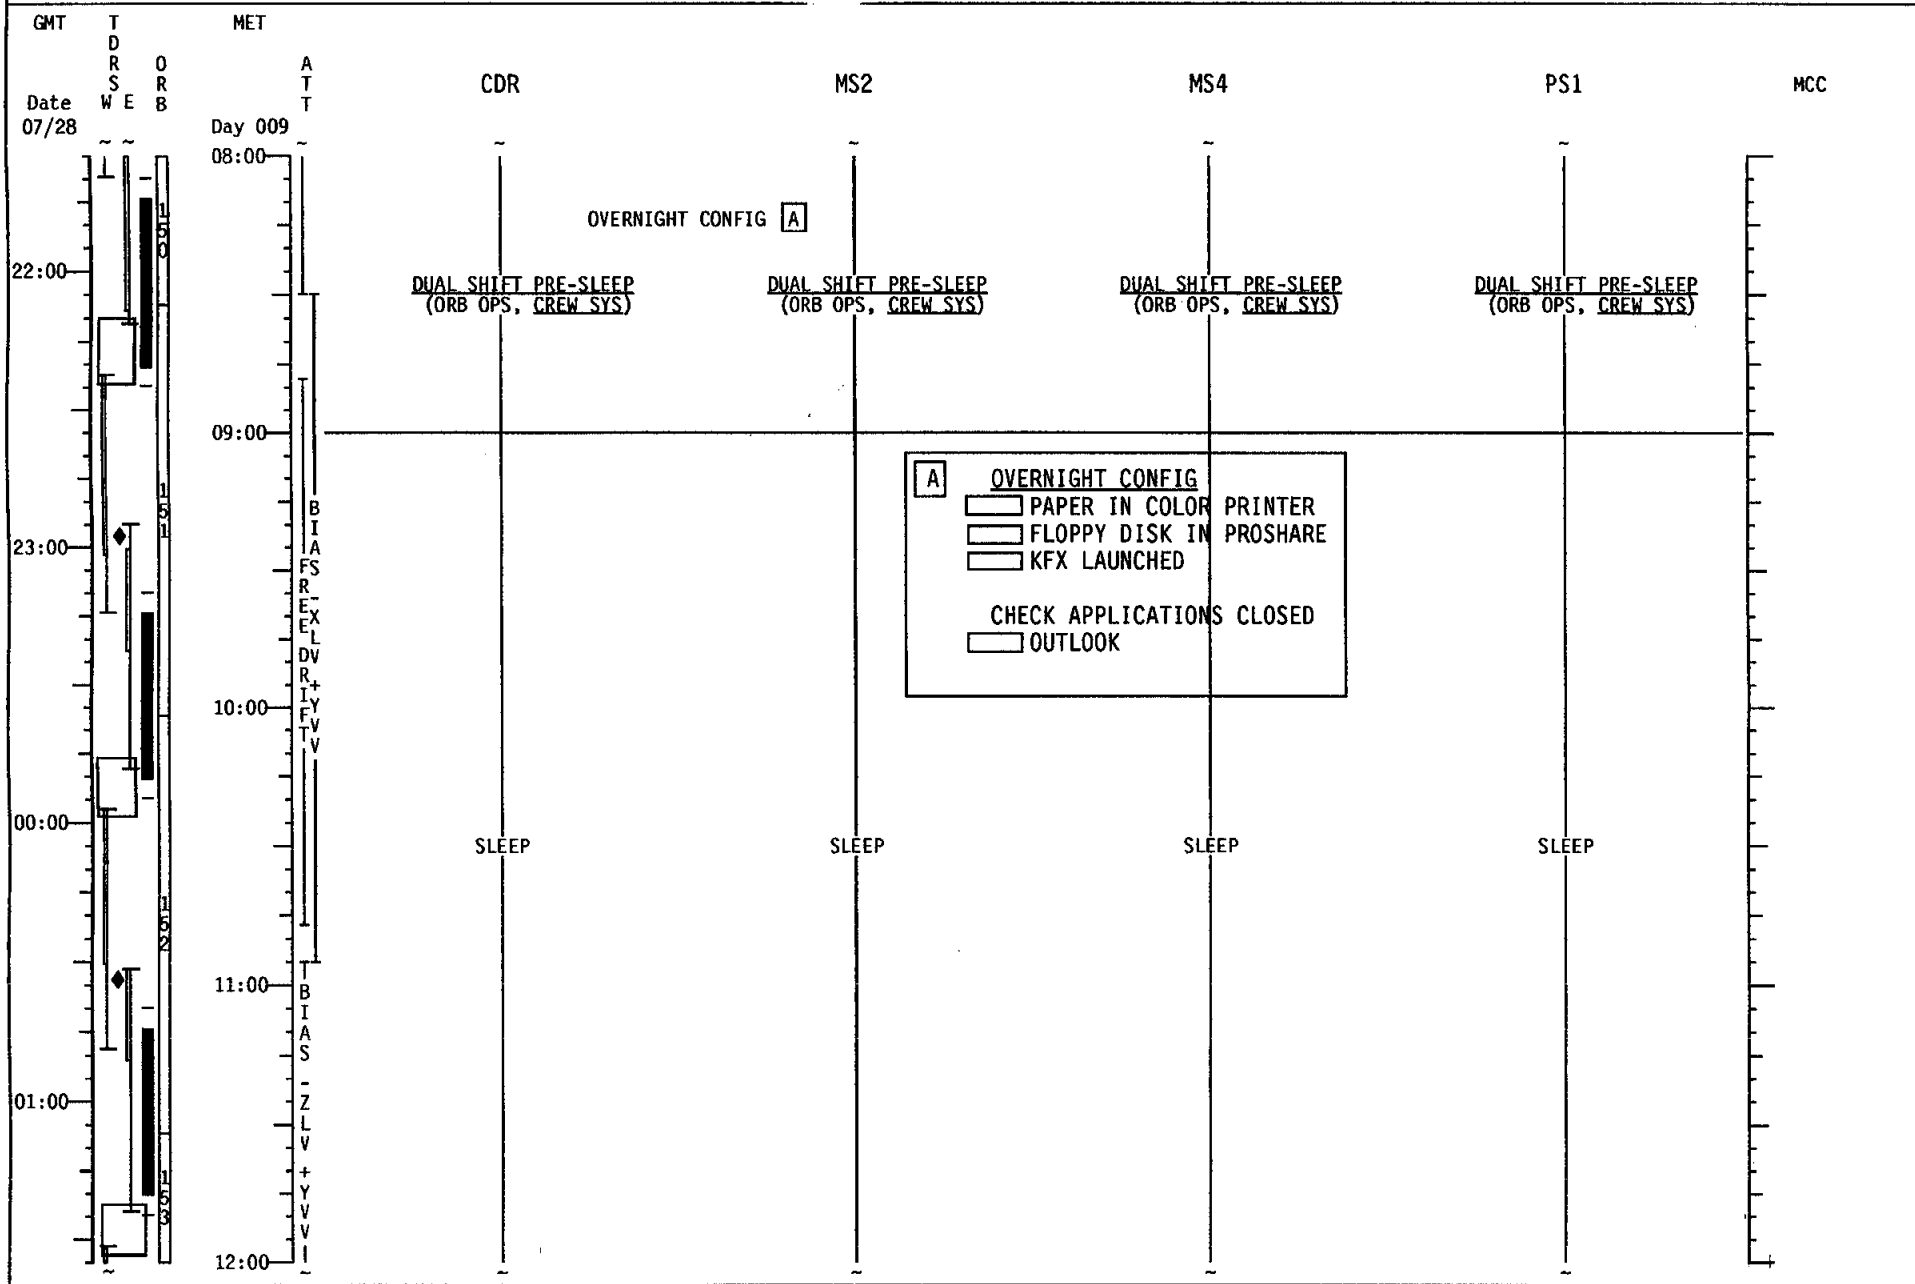 GMT
TDRS
W E
ORB
MET
ATT
CDR
MS2
MS4
PS1
MCC
Date
07/28
Day 009
08:00
150
OVERNIGHT CONFIG A
22:00
DUAL SHIFT PRE-SLEEP
(ORB OPS, CREW SYS)
DUAL SHIFT PRE-SLEEP
(ORB OPS, CREW SYS)
DUAL SHIFT PRE-SLEEP
(ORB OPS, CREW SYS)
DUAL SHIFT PRE-SLEEP
(ORB OPS, CREW SYS)
09:00
A OVERNIGHT CONFIG
PAPER IN COLOR PRINTER
FLOPPY DISK IN PROSHARE
KFX LAUNCHED
CHECK APPLICATIONS CLOSED
OUTLOOK
151
23:00
FREE DRIFT
BIAS -XLV +YVV
10:00
00:00
SLEEP
SLEEP
SLEEP
SLEEP
152
11:00
BIAS -ZLV +YVV
01:00
153
12:00